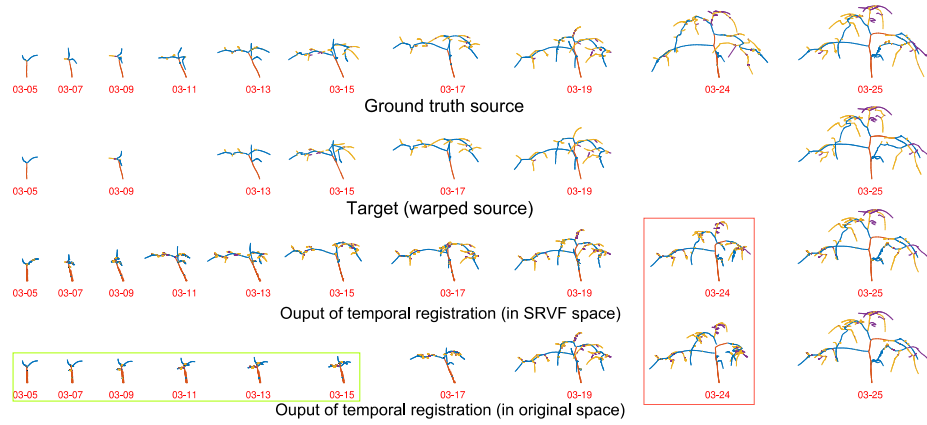 03-05 03-07 03-09 03-11 03-13 03-15 03-17 03-19 03-24 03-25
Ground truth source
03-05 03-09 03-13 03-15 03-17 03-19 03-25
Target (warped source)
03-05 03-07 03-09 03-11 03-13 03-15 03-17 03-19 03-24 03-25
Ouput of temporal registration (in SRVF space)
03-05 03-07 03-09 03-11 03-13 03-15 03-17 03-19 03-24 03-25
Ouput of temporal registration (in original space)